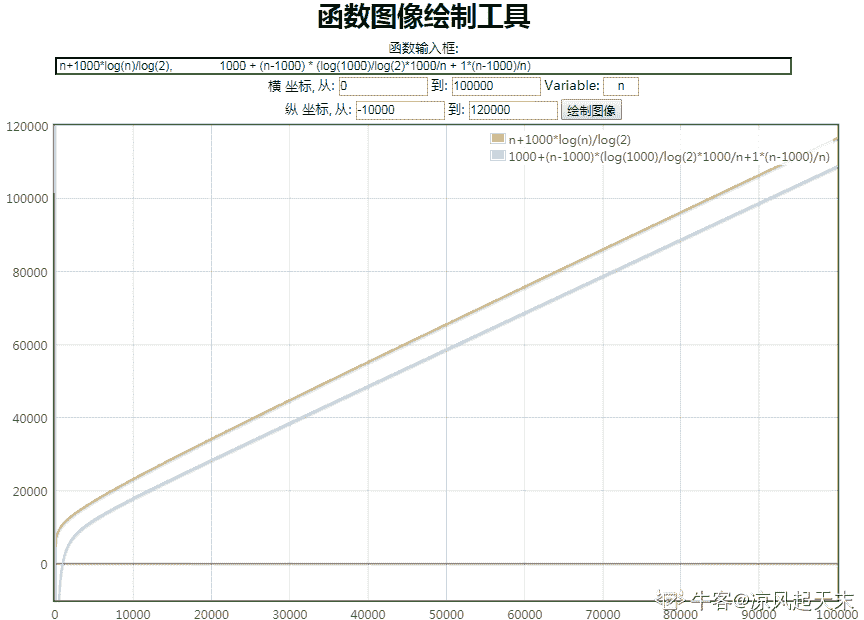 函数图像绘制工具
函数输入框:
n+1000*log(n)/log(2), 1000 + (n-1000) * (log(1000)/log(2)*1000/n + 1*(n-1000)/n)
横 坐标, 从: 0 到: 100000 Variable: n
纵 坐标, 从: -10000 到: 120000 绘制图像
n+1000*log(n)/log(2)
1000+(n-1000)*(log(1000)/log(2)*1000/n+1*(n-1000)/n)
120000
100000
80000
60000
40000
20000
0
0 10000 20000 30000 40000 50000 60000 70000 80000 90000 100000
牛客@凉风起天末